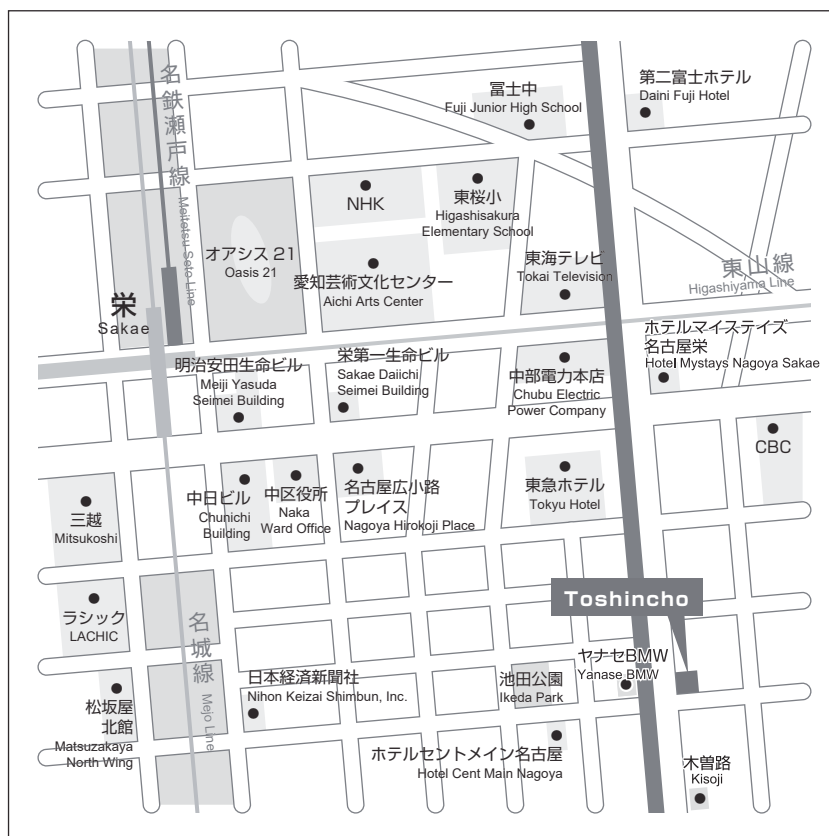 冨士中
Fuji Junior High School
第二富士ホテル
Daini Fuji Hotel
名鉄瀬戸線
Meitetsu Seto Line
NHK
東桜小
Higashisakura
Elementary School
オアシス 21
Oasis 21
愛知芸術文化センター
Aichi Arts Center
東海テレビ
Tokai Television
東山線
Higashiyama Line
栄
Sakae
明治安田生命ビル
Meiji Yasuda
Seimei Building
栄第一生命ビル
Sakae Daiichi
Seimei Building
中部電力本店
Chubu Electric
Power Company
ホテルマイステイズ
名古屋栄
Hotel Mystays Nagoya Sakae
CBC
三越
Mitsukoshi
中日ビル
Chunichi
Building
中区役所
Naka
Ward Office
名古屋広小路
プレイス
Nagoya Hirokoji Place
東急ホテル
Tokyu Hotel
Toshincho
ラシック
LACHIC
名城線
Mejo Line
松坂屋
北館
Matsuzakaya
North Wing
日本経済新聞社
Nihon Keizai Shimbun, Inc.
池田公園
Ikeda Park
ヤナセBMW
Yanase BMW
ホテルセントメイン名古屋
Hotel Cent Main Nagoya
木曽路
Kisoji